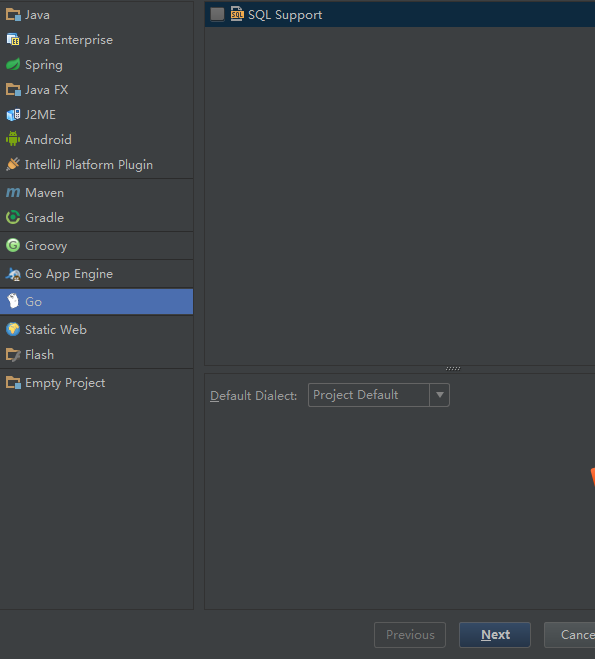 Java
Java Enterprise
Spring
Java FX
J2ME
Android
IntelliJ Platform Plugin
Maven
Gradle
Groovy
Go App Engine
Go
Static Web
Flash
Empty Project
SQL Support
Default Dialect: Project Default
Previous Next Cance